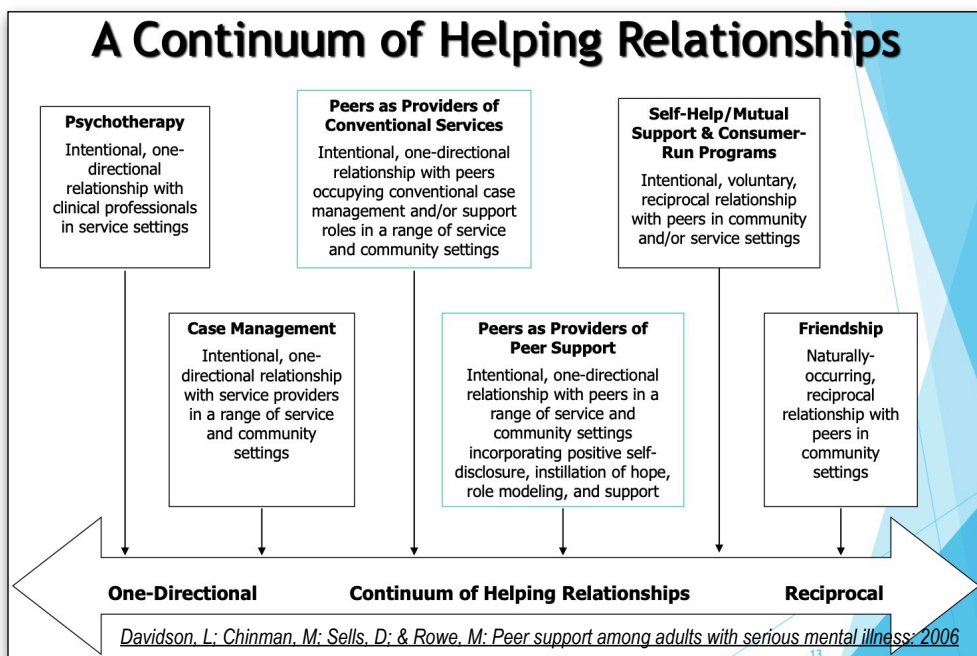 A Continuum of Helping Relationships
Psychotherapy
Intentional, one-
directional
relationship with
clinical professionals
in service settings
Peers as Providers of
Conventional Services
Intentional, one-directional
relationship with peers
occupying conventional case
management and/or support
roles in a range of service
and community settings
Self-Help/Mutual
Support & Consumer-
Run Programs
Intentional, voluntary,
reciprocal relationship
with peers in community
and/or service settings
Case Management
Intentional, one-
directional relationship
with service providers
in a range of service
and community
settings
Peers as Providers of
Peer Support
Intentional, one-directional
relationship with peers in a
range of service and
community settings
incorporating positive self-
disclosure, instillation of hope,
role modeling, and support
Friendship
Naturally-
occurring,
reciprocal
relationship with
peers in
community
settings
One-Directional
Continuum of Helping Relationships
Reciprocal
Davidson, L; Chinman, M; Sells, D; & Rowe, M: Peer support among adults with serious mental illness: 2006
13